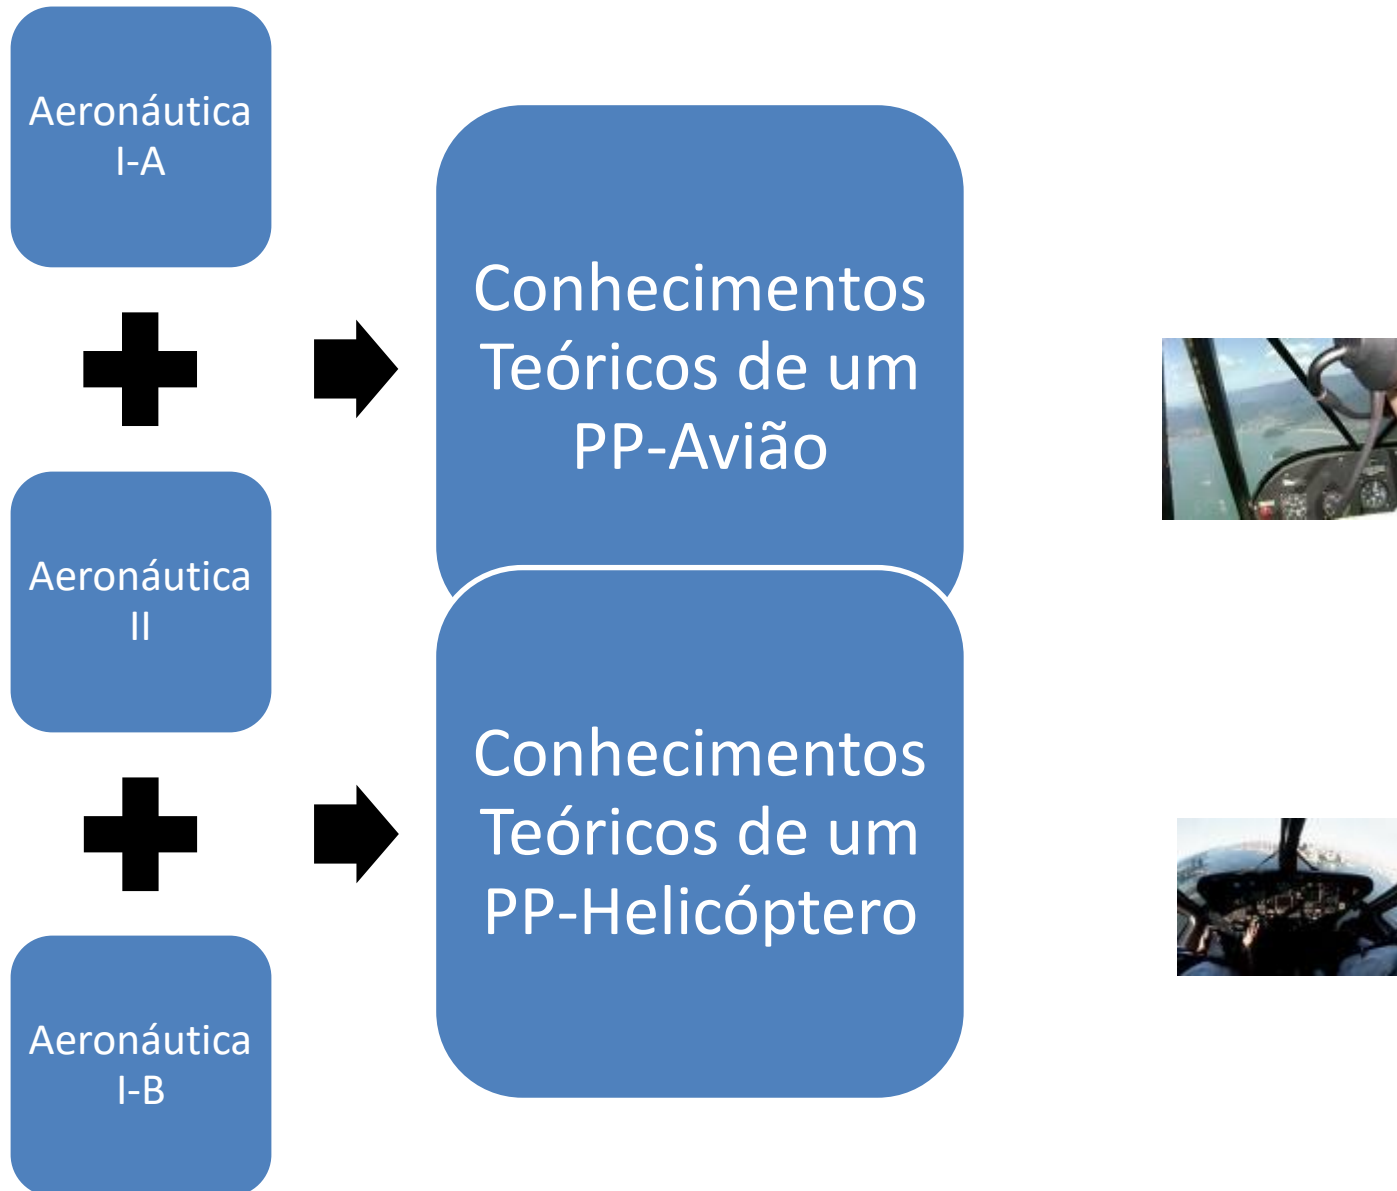 Aeronáutica
I-A
Conhecimentos
Teóricos de um
PP-Avião
Aeronáutica
II
Conhecimentos
Teóricos de um
PP-Helicóptero
Aeronáutica
I-B